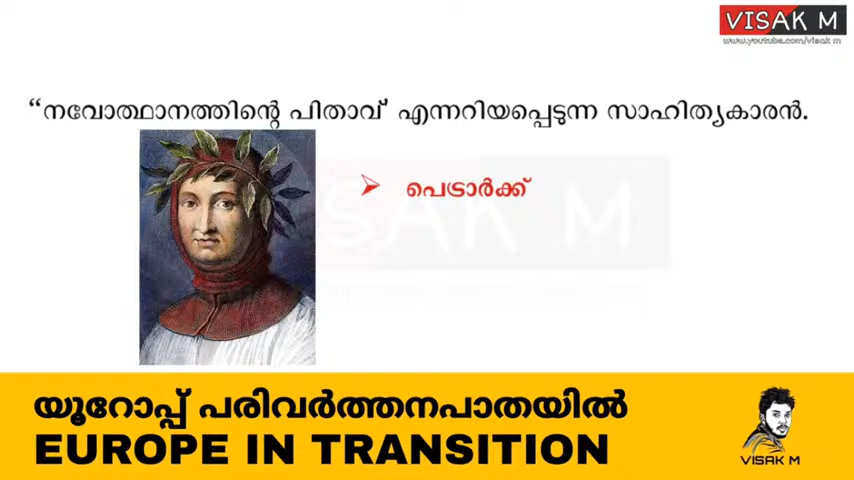 VISAK M
www.youtube.com/visak m
“നവോത്ഥാനത്തിന്റെ പിതാവ്' എന്നറിയപ്പെടുന്ന സാഹിത്യകാരൻ.
➢ പെട്രാർക്ക്
VISAK M
യൂറോപ്പ് പരിവർത്തനപാതയിൽ
EUROPE IN TRANSITION
VISAK M